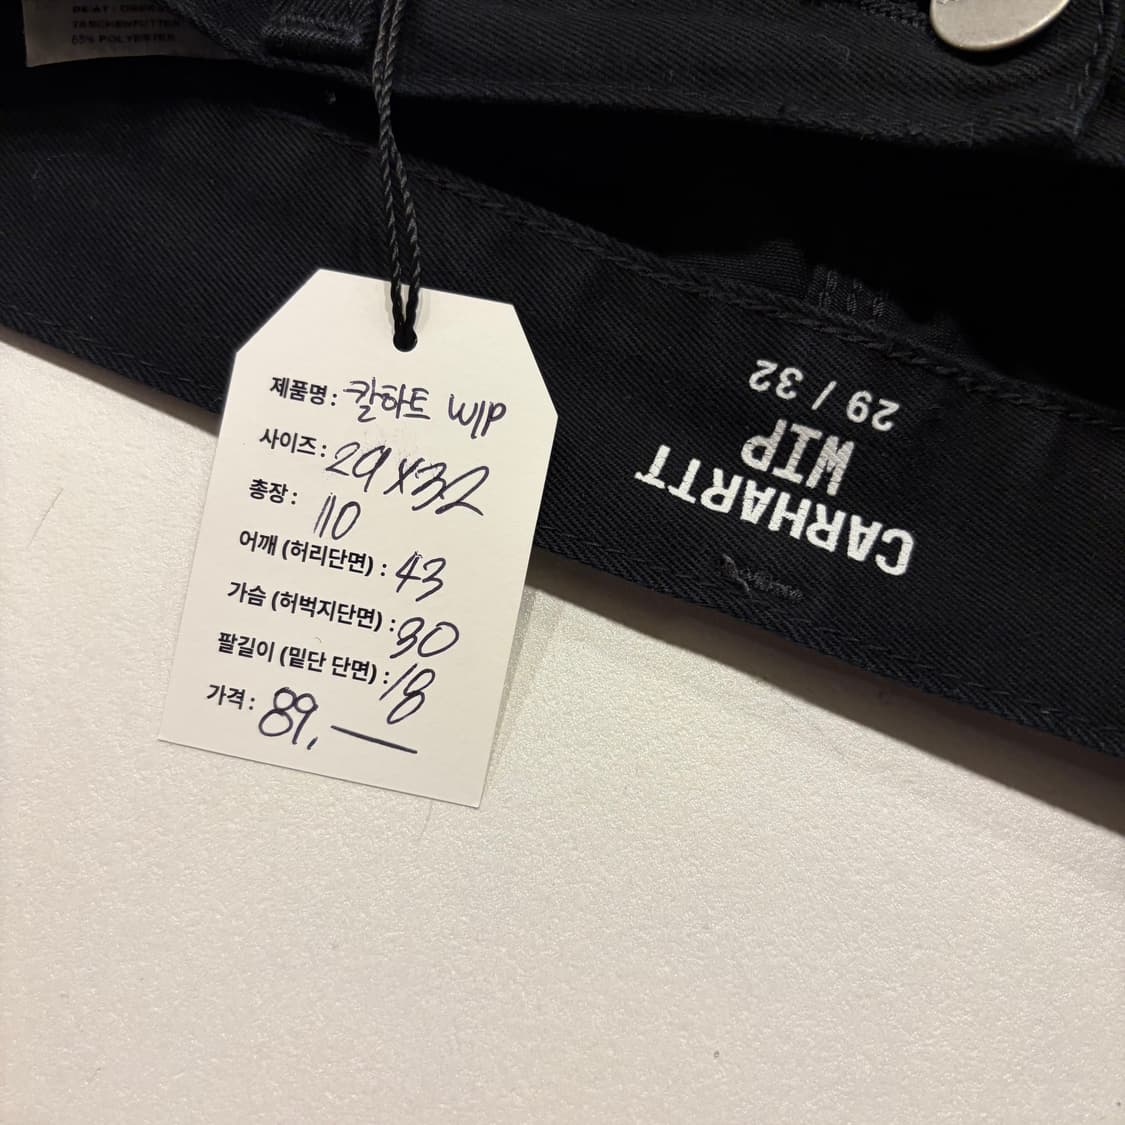 65% POLYESTER
제품명 : 칼하트 WIP
사이즈 : 29x32
총장 : 110
어깨 (허리단면) : 43
가슴 (허벅지단면) : 30
팔길이 (밑단 단면) : 18
가격 : 89,—
CARHARTT
WIP
29 / 32